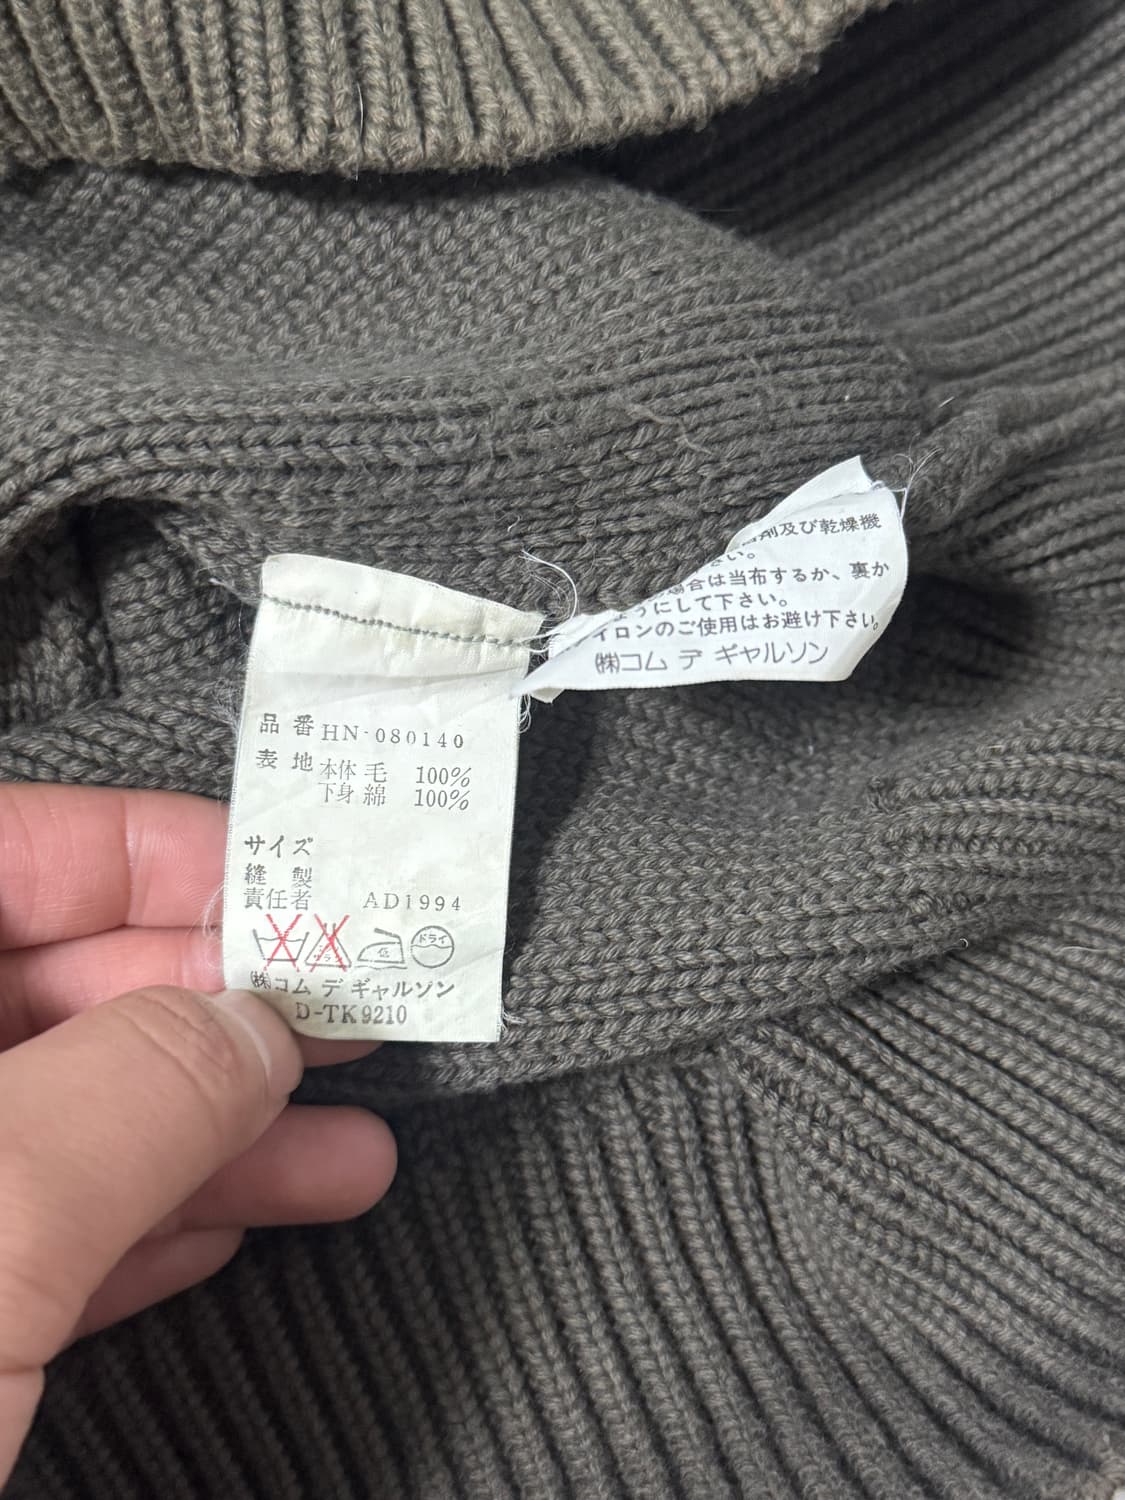 品番 HN-080140
表地 本体 毛 100%
下身 綿 100%
サイズ
縫製
責任者 AD1994
ドライ
低
(株)コム デ ギャルソン
D-TK9210
剤及び乾燥機
さい。
場合は当布するか、裏か
ようにして下さい。
イロンのご使用はお避け下さい。
(株)コム デ ギャルソン